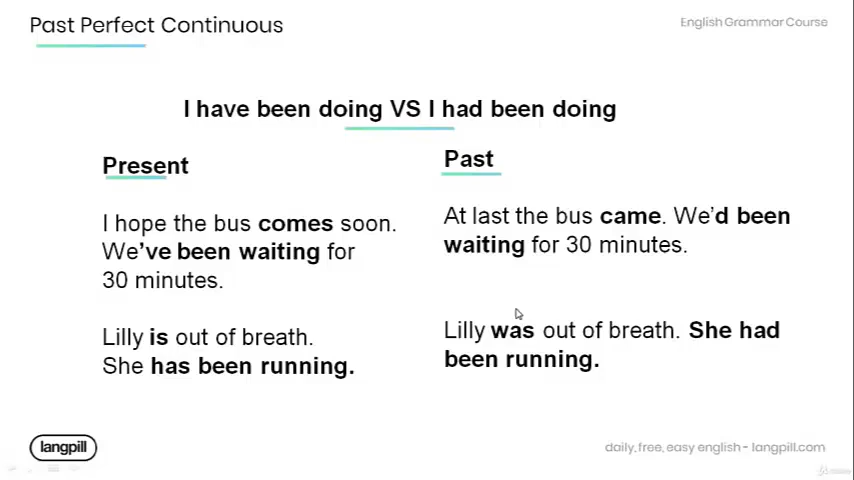 Past Perfect Continuous
English Grammar Course
I have been doing VS I had been doing
Present
I hope the bus comes soon.
We've been waiting for
30 minutes.
Lilly is out of breath.
She has been running.
Past
At last the bus came. We'd been
waiting for 30 minutes.
Lilly was out of breath. She had
been running.
langpill
daily, free, easy english - langpill.com